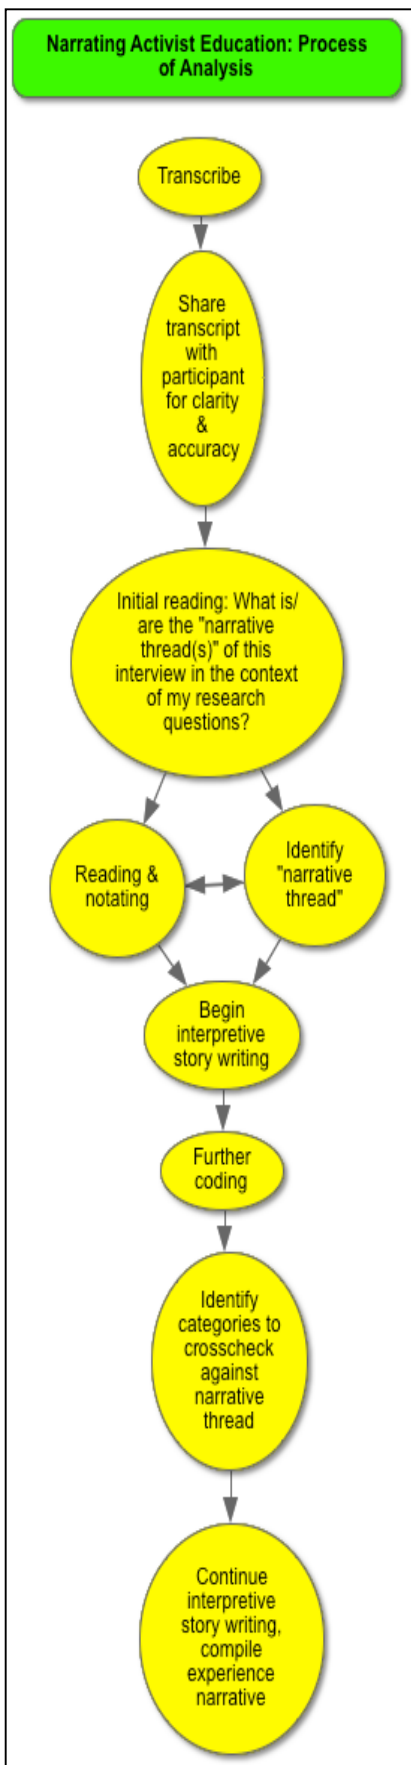 Narrating Activist Education: Process
of Analysis
Transcribe
Share
transcript
with
participant
for clarity
&
accuracy
Initial reading: What is/
are the "narrative
thread(s)" of this
interview in the context
of my research
questions?
Reading &
notating
Identify
"narrative
thread"
Begin
interpretive
story writing
Further
coding
Identify
categories to
crosscheck
against
narrative
thread
Continue
interpretive
story writing,
compile
experience
narrative